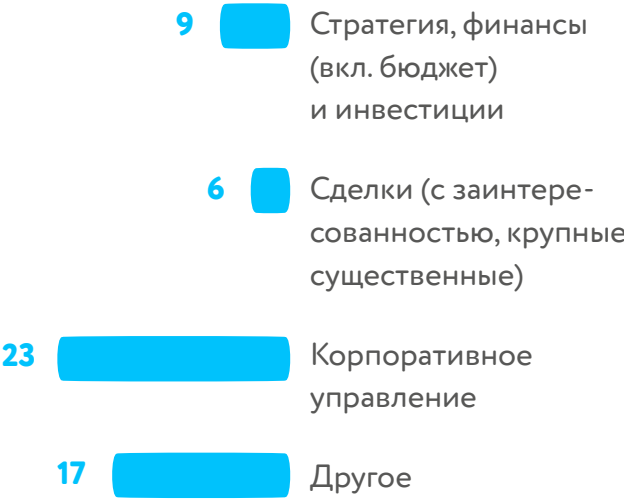 9
Стратегия, финансы
(вкл. бюджет)
и инвестиции
6
Сделки (с заинтере-
сованностью, крупные
существенные)
23
Корпоративное
управление
17
Другое